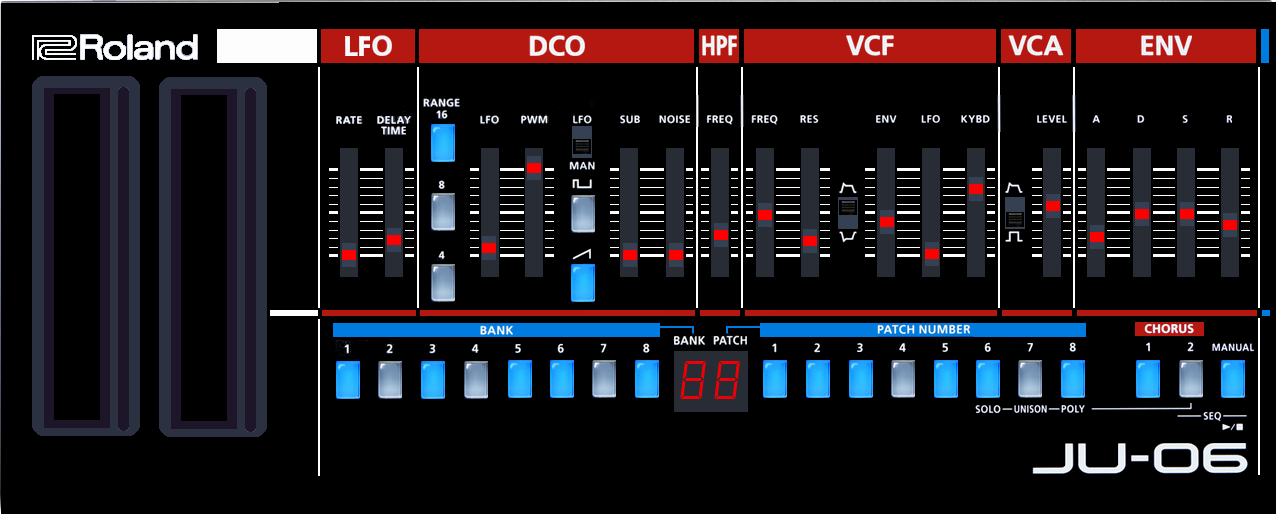 Roland LFO DCO HPF VCF VCA ENV
RANGE
16
RATE DELAY TIME LFO PWM LFO SUB NOISE FREQ FREQ RES ENV LFO KYBD LEVEL A D S R
MAN
8
4
BANK PATCH NUMBER CHORUS
BANK PATCH
1 2 3 4 5 6 7 8 1 2 3 4 5 6 7 8 1 2 MANUAL
88
SOLO UNISON POLY
SEQ
JU-06